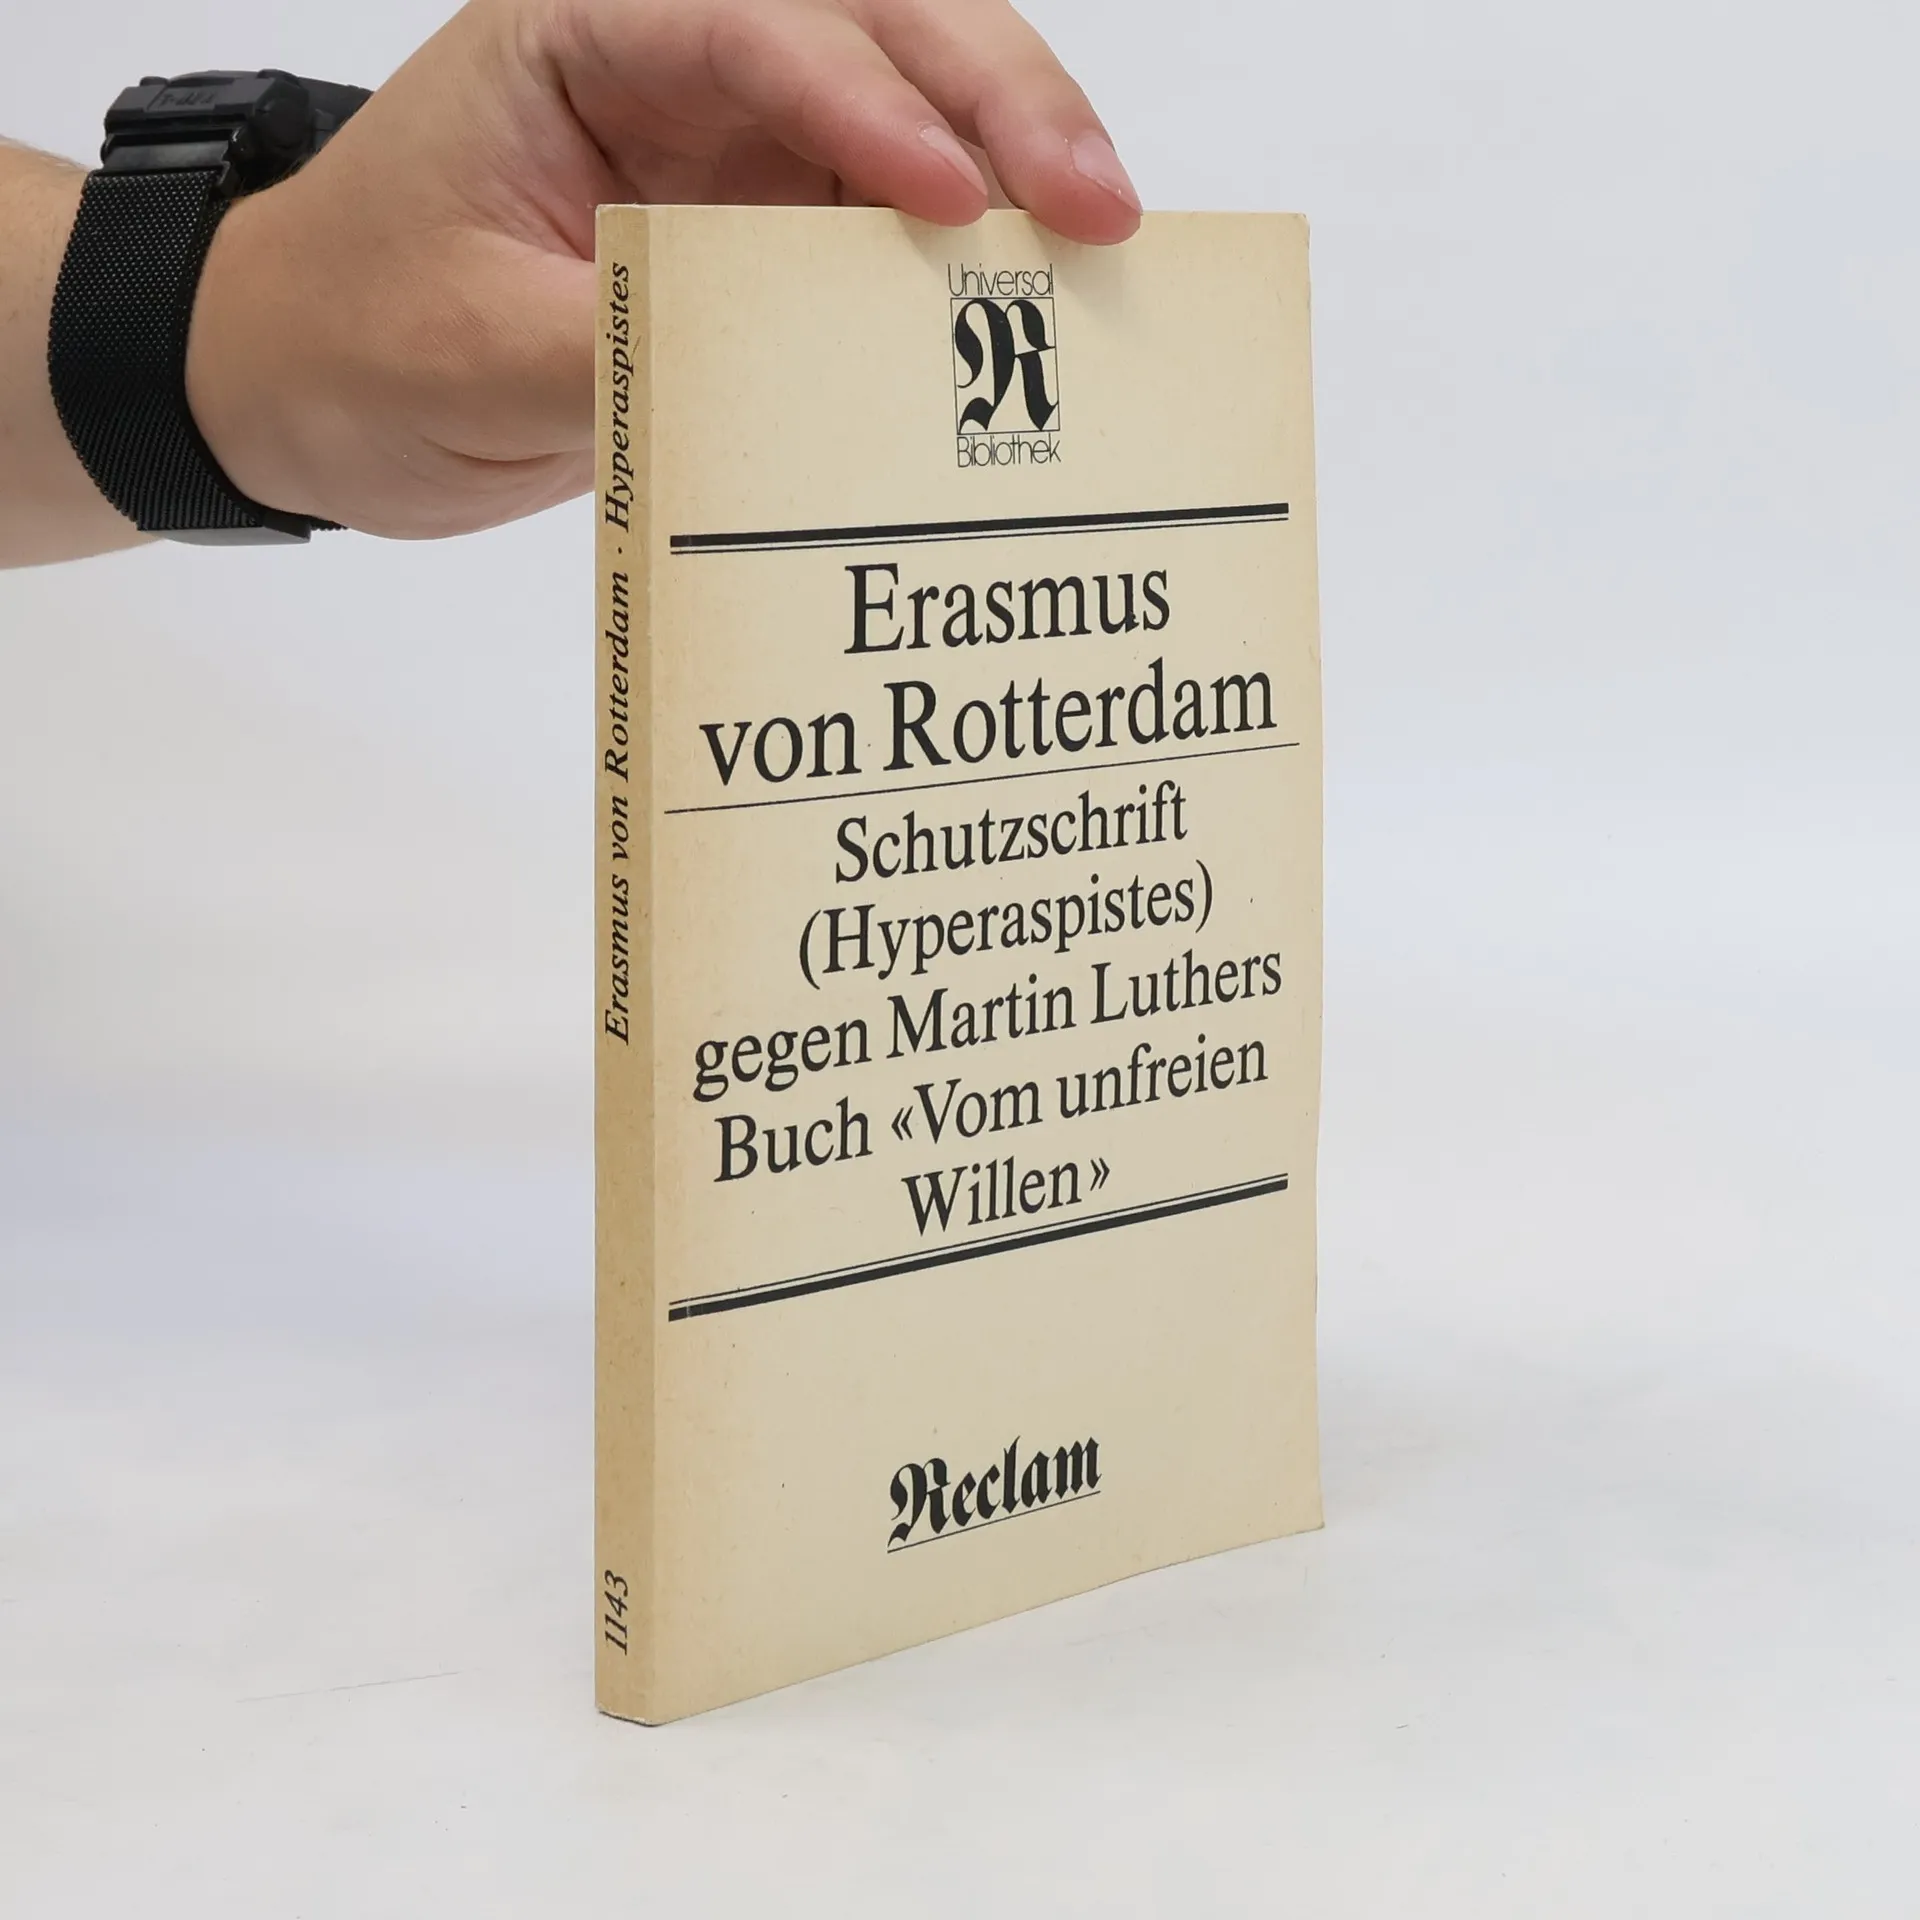 Universal
R
Bibliothek
Erasmus
von Rotterdam
Schutzschrift
(Hyperaspistes)
gegen Martin Luthers
Buch «Vom unfreien
Willen»
Reclam
Erasmus von Rotterdam · Hyperaspistes
1143